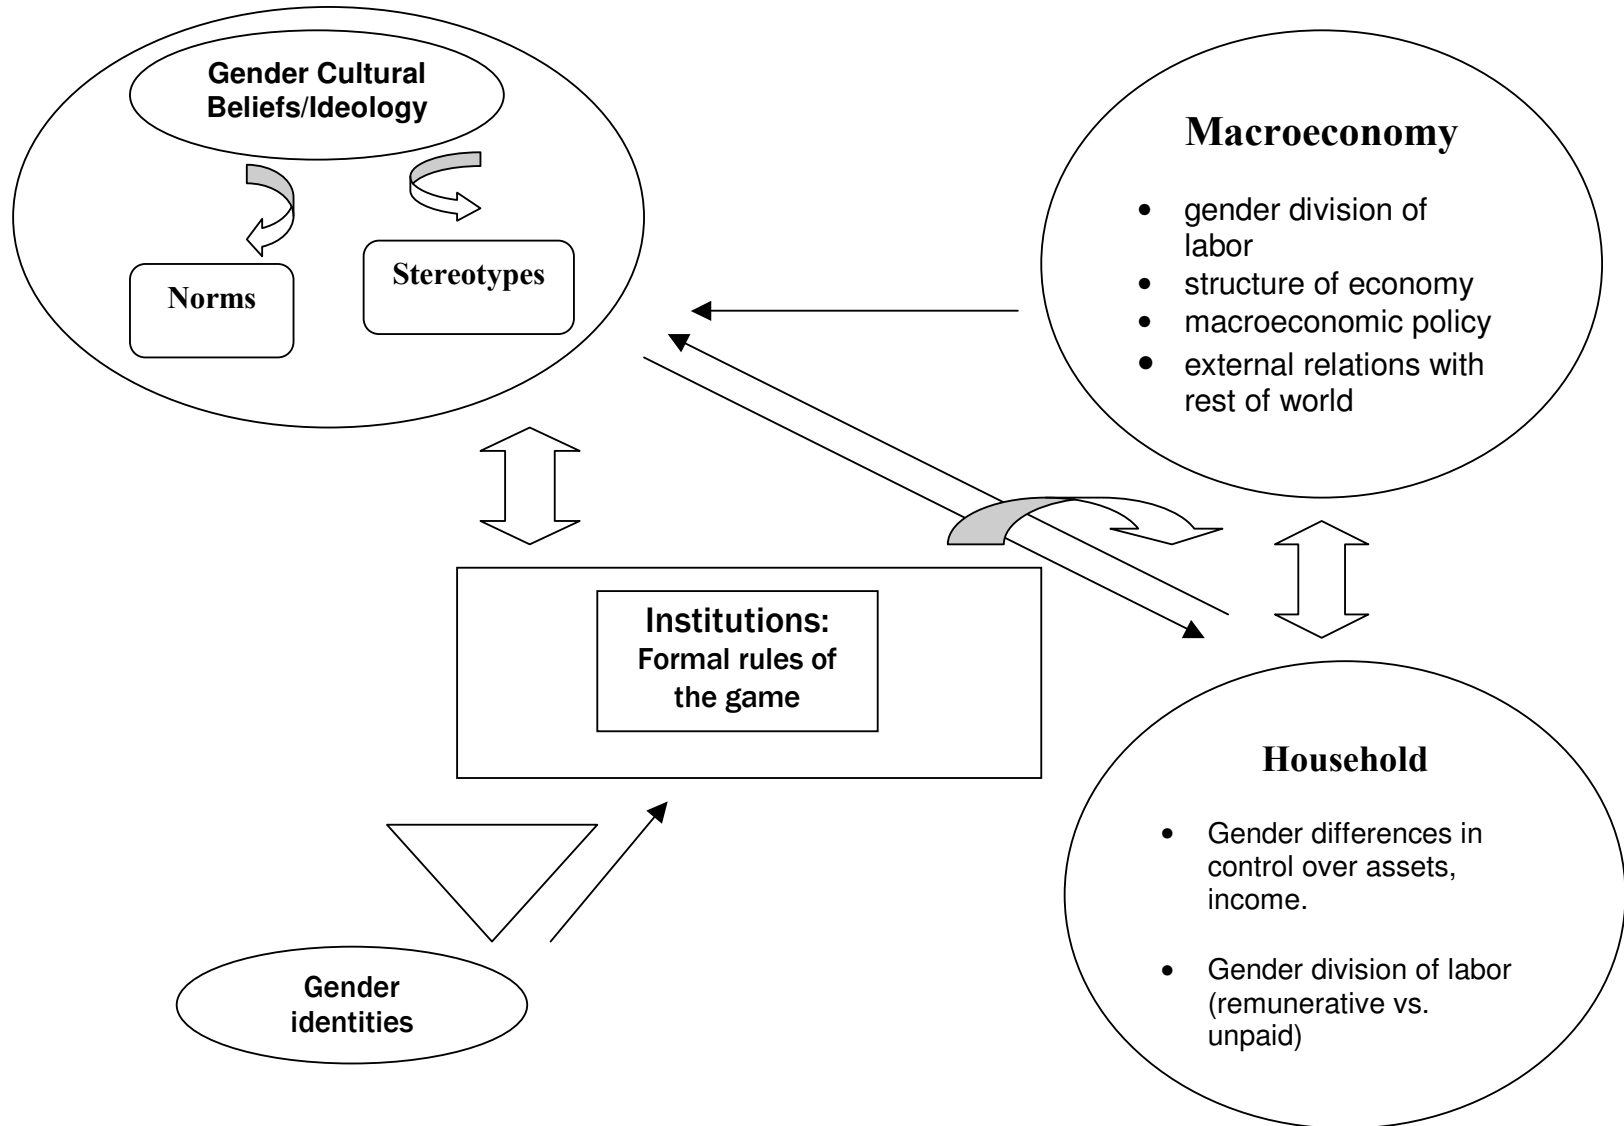 Gender Cultural
Beliefs/Ideology
Norms
Stereotypes
Macroeconomy
• gender division of
labor
• structure of economy
• macroeconomic policy
• external relations with
rest of world
Institutions:
Formal rules of
the game
Household
• Gender differences in
control over assets,
income.
• Gender division of labor
(remunerative vs.
unpaid)
Gender
identities